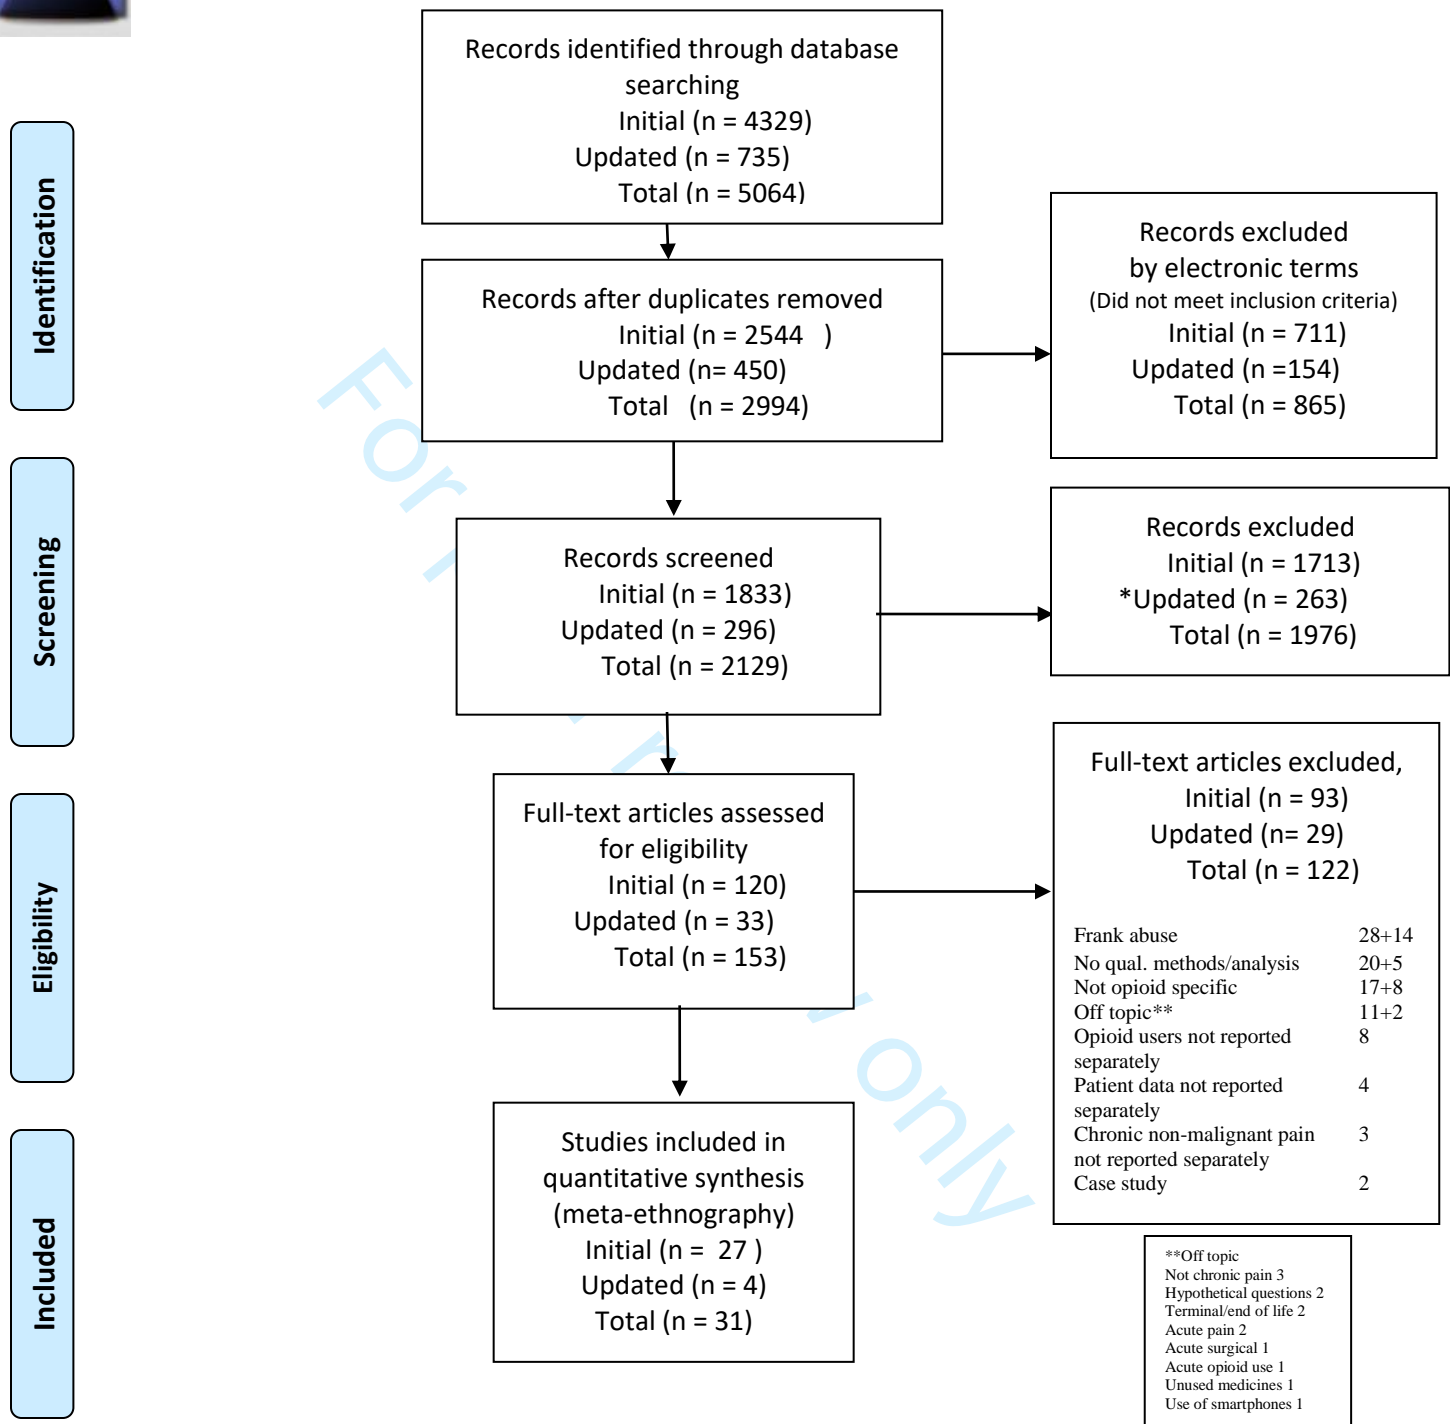 Identification
Screening
Eligibility
Included
Records identified through database
searching
Initial (n = 4329)
Updated (n = 735)
Total (n = 5064)
Records after duplicates removed
Initial (n = 2544 )
Updated (n= 450)
Total (n = 2994)
Records excluded
by electronic terms
(Did not meet inclusion criteria)
Initial (n = 711)
Updated (n =154)
Total (n = 865)
Records screened
Initial (n = 1833)
Updated (n = 296)
Total (n = 2129)
Records excluded
Initial (n = 1713)
*Updated (n = 263)
Total (n = 1976)
Full-text articles assessed
for eligibility
Initial (n = 120)
Updated (n = 33)
Total (n = 153)
Full-text articles excluded,
Initial (n = 93)
Updated (n= 29)
Total (n = 122)
Frank abuse 28+14
No qual. methods/analysis 20+5
Not opioid specific 17+8
Off topic** 11+2
Opioid users not reported 8
separately
Patient data not reported 4
separately
Chronic non-malignant pain 3
not reported separately
Case study 2
Studies included in
quantitative synthesis
(meta-ethnography)
Initial (n = 27 )
Updated (n = 4)
Total (n = 31)
**Off topic
Not chronic pain 3
Hypothetical questions 2
Terminal/end of life 2
Acute pain 2
Acute surgical 1
Acute opioid use 1
Unused medicines 1
Use of smartphones 1
For
only